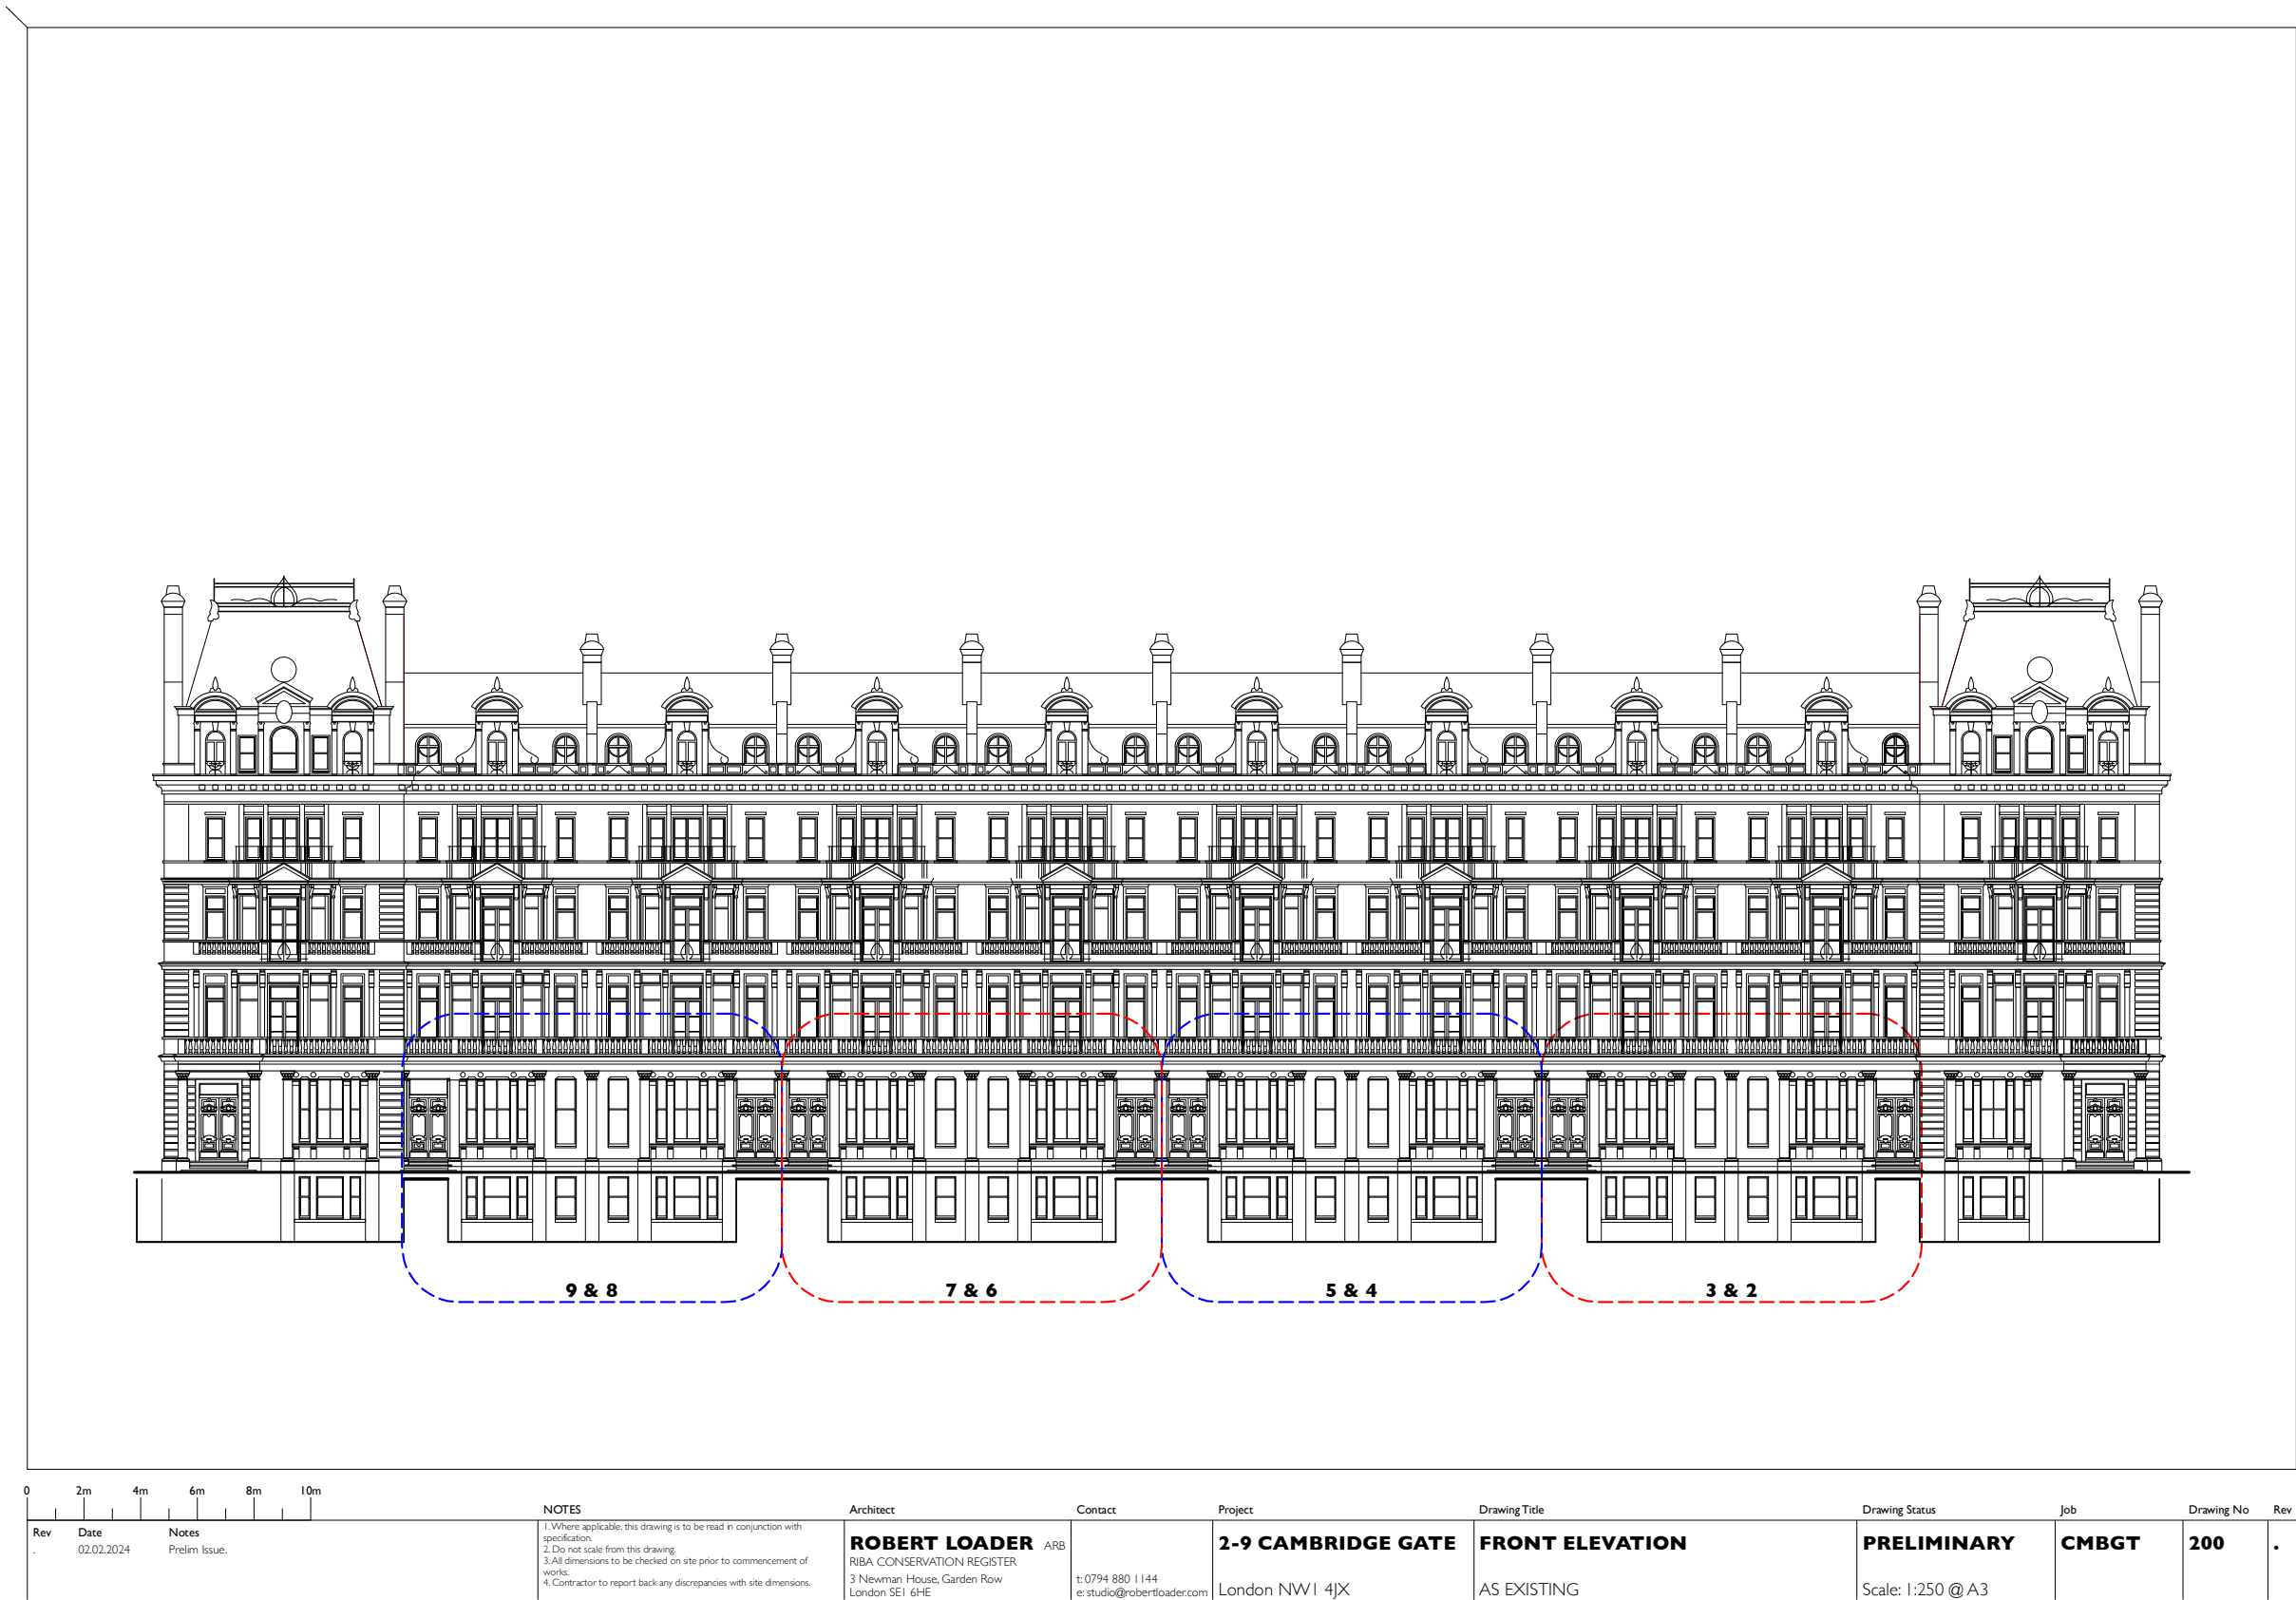 9 & 8
7 & 6
5 & 4
3 & 2
0 2m 4m 6m 8m 10m
Rev Date Notes
. 02.02.2024 Prelim Issue.
NOTES
1. Where applicable, this drawing is to be read in conjunction with
specification.
2. Do not scale from this drawing.
3. All dimensions to be checked on site prior to commencement of
works.
4. Contractor to report back any discrepancies with site dimensions.
Architect
ROBERT LOADER ARB
RIBA CONSERVATION REGISTER
3 Newman House, Garden Row
London SE1 6HE
Contact
t: 0794 880 1144
e: studio@robertloader.com
Project
2-9 CAMBRIDGE GATE
London NW1 4JX
Drawing Title
FRONT ELEVATION
AS EXISTING
Drawing Status
PRELIMINARY
Scale: 1:250 @ A3
Job
CMBGT
Drawing No
200
Rev
.